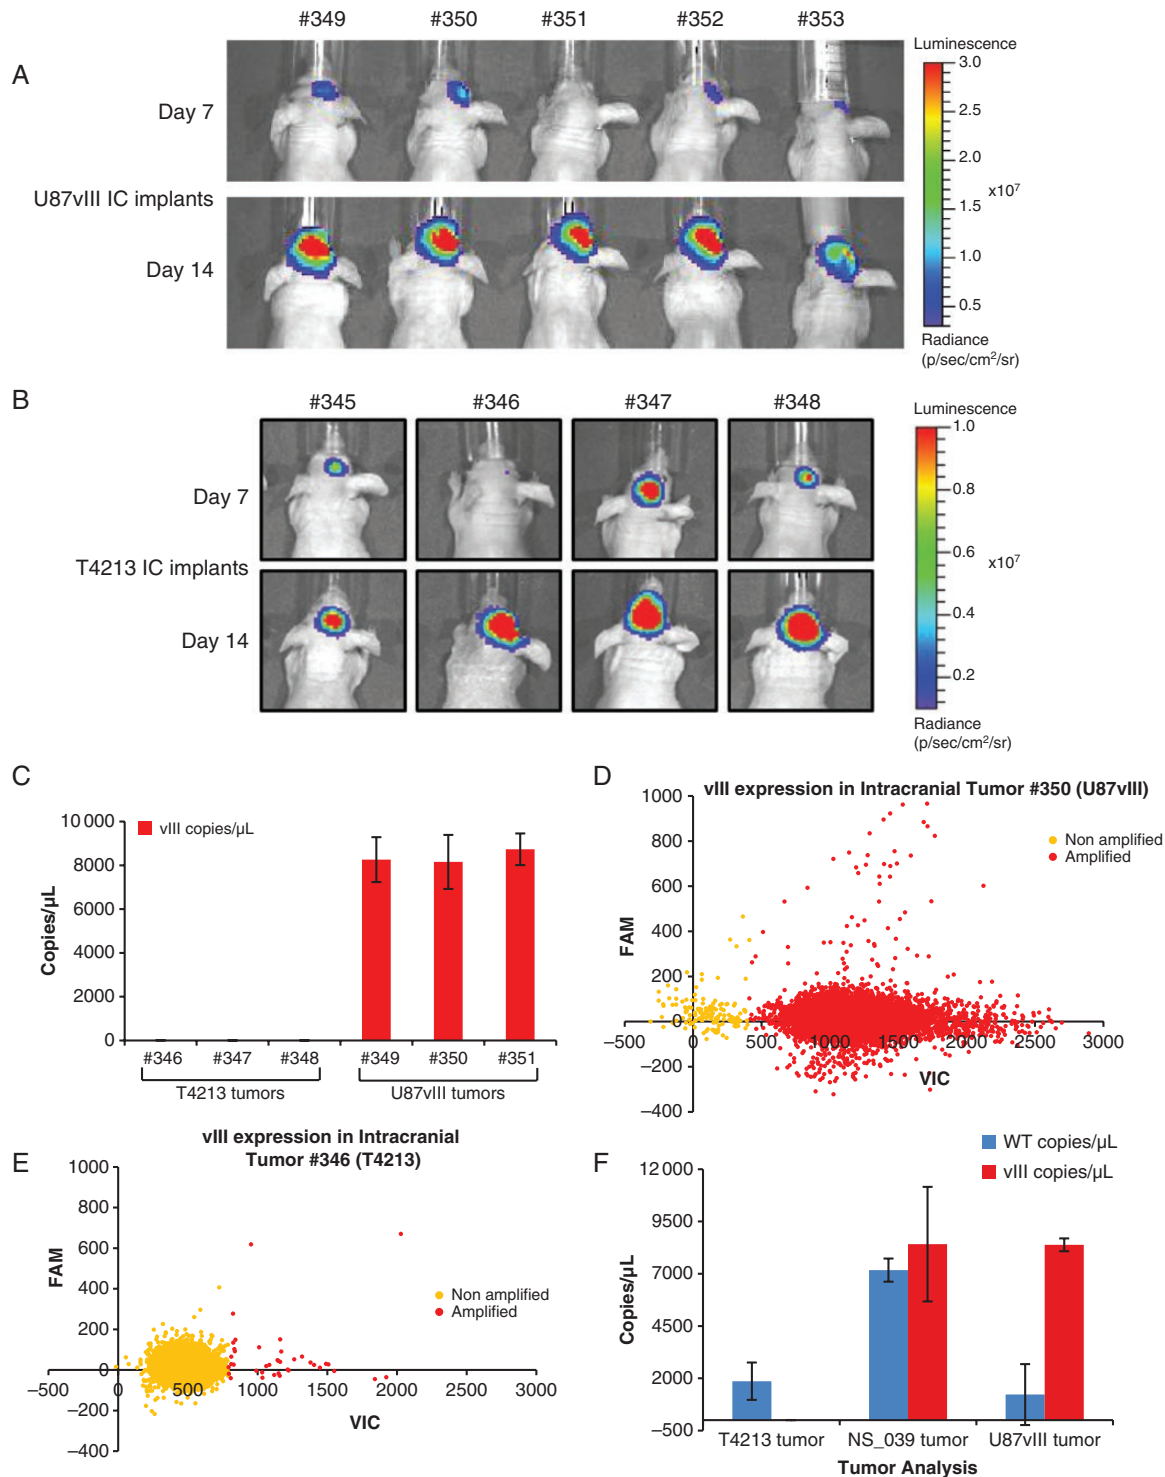 #349 #350 #351 #352 #353
A
Luminescence
3.0
2.5
2.0
x10⁷
1.5
1.0
0.5
Radiance
(p/sec/cm²/sr)
Day 7
U87vIII IC implants
Day 14
B
#345 #346 #347 #348
Luminescence
1.0
0.8
0.6
x10⁷
0.4
0.2
Radiance
(p/sec/cm²/sr)
Day 7
T4213 IC implants
Day 14
C
vIII copies/µL
Copies/µL
10 000
8000
6000
4000
2000
0
#346 #347 #348 #349 #350 #351
T4213 tumors U87vIII tumors
D
vIII expression in Intracranial Tumor #350 (U87vIII)
Non amplified
Amplified
FAM
1000
800
600
400
200
0
−200
−400
−500 0 500 1000 1500 2000 2500 3000
VIC
E
vIII expression in Intracranial
Tumor #346 (T4213)
Non amplified
Amplified
FAM
1000
800
600
400
200
0
−200
−400
−500 0 500 1000 1500 2000 2500 3000
VIC
F
WT copies/µL
vIII copies/µL
Copies/µL
12 000
9500
7000
4500
2000
−500
T4213 tumor NS_039 tumor U87vIII tumor
Tumor Analysis